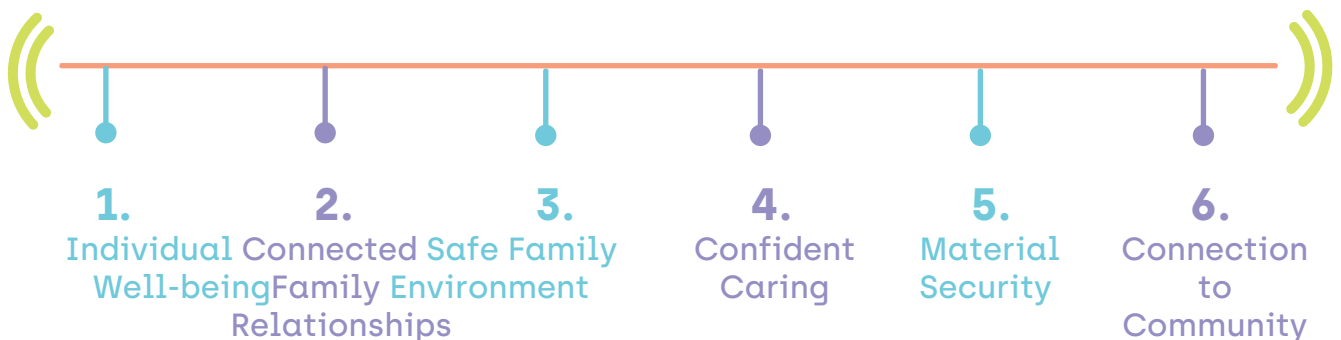 1.
Individual
Well-being
2.
Connected
Family
Relationships
3.
Safe Family
Environment
4.
Confident
Caring
5.
Material
Security
6.
Connection
to
Community